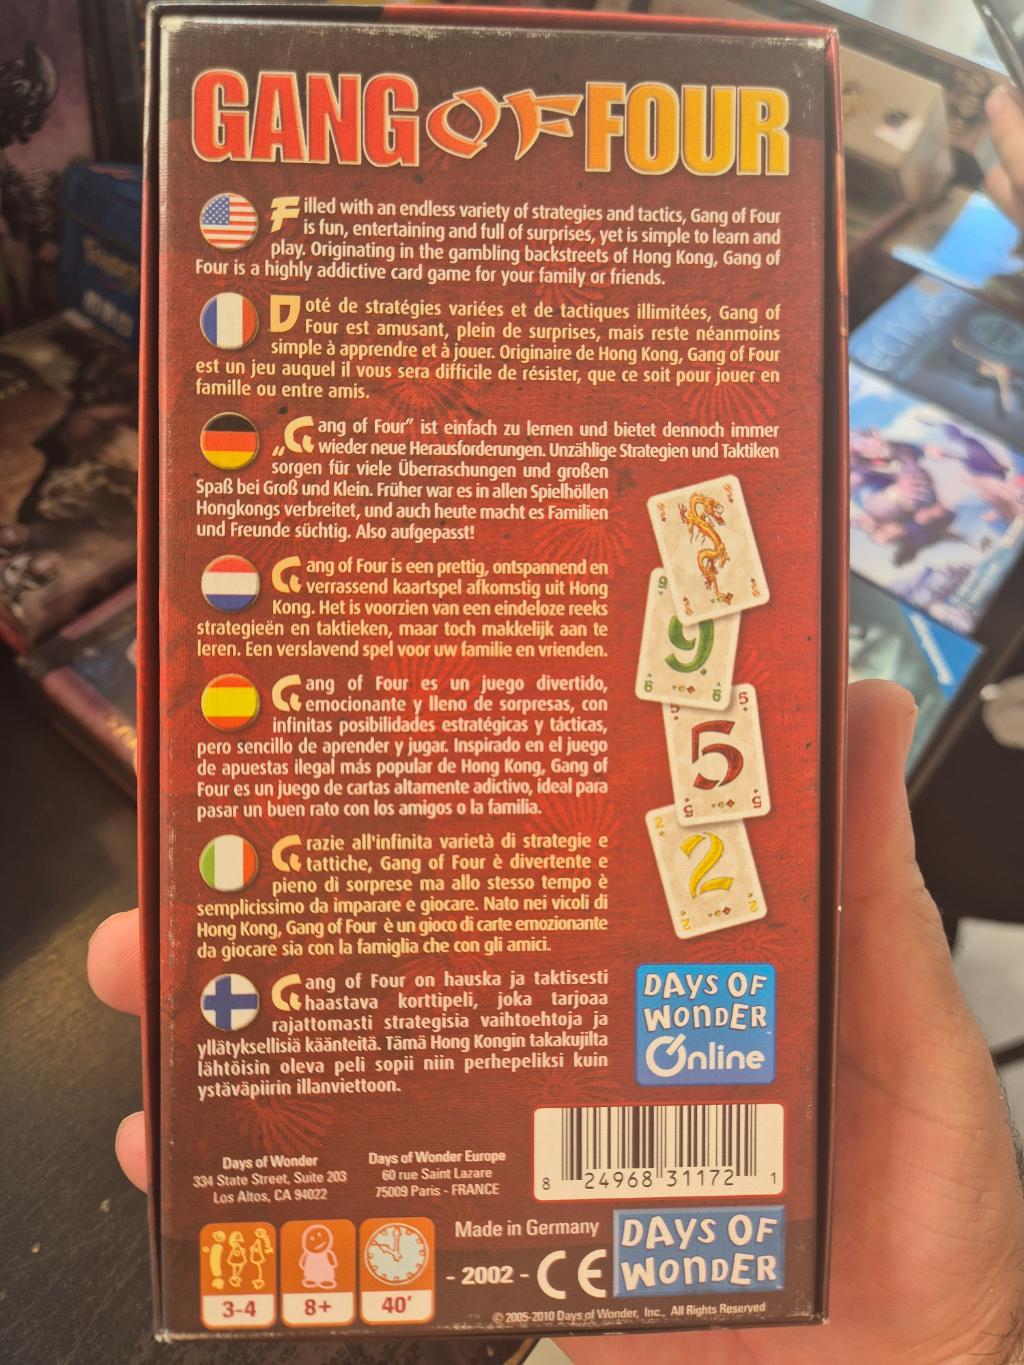 GANG OF FOUR
Filled with an endless variety of strategies and tactics, Gang of Four
is fun, entertaining and full of surprises, yet is simple to learn and
play. Originating in the gambling backstreets of Hong Kong, Gang of
Four is a highly addictive card game for your family or friends.
Doté de stratégies variées et de tactiques illimitées, Gang of
Four est amusant, plein de surprises, mais reste néanmoins
simple à apprendre et à jouer. Originaire de Hong Kong, Gang of Four
est un jeu auquel il vous sera difficile de résister, que ce soit pour jouer en
famille ou entre amis.
„Gang of Four” ist einfach zu lernen und bietet dennoch immer
wieder neue Herausforderungen. Unzählige Strategien und Taktiken
sorgen für viele Überraschungen und großen
Spaß bei Groß und Klein. Früher war es in allen Spielhöllen
Hongkongs verbreitet, und auch heute macht es Familien
und Freunde süchtig. Also aufgepasst!
Gang of Four is een prettig, ontspannend en
verrassend kaartspel afkomstig uit Hong
Kong. Het is voorzien van een eindeloze reeks
strategieën en taktieken, maar toch makkelijk aan te
leren. Een verslavend spel voor uw familie en vrienden.
Gang of Four es un juego divertido,
emocionante y lleno de sorpresas, con
infinitas posibilidades estratégicas y tácticas,
pero sencillo de aprender y jugar. Inspirado en el juego
de apuestas ilegal más popular de Hong Kong, Gang of
Four es un juego de cartas altamente adictivo, ideal para
pasar un buen rato con los amigos o la familia.
Grazie all'infinita varietà di strategie e
tattiche, Gang of Four è divertente e
pieno di sorprese ma allo stesso tempo è
semplicissimo da imparare e giocare. Nato nei vicoli di
Hong Kong, Gang of Four è un gioco di carte emozionante
da giocare sia con la famiglia che con gli amici.
Gang of Four on hauska ja taktisesti
haastava korttipeli, joka tarjoaa
rajattomasti strategisia vaihtoehtoja ja
yllätyksellisiä käänteitä. Tämä Hong Kongin takakujilta
lähtöisin oleva peli sopii niin perhepeliksi kuin
ystäväpiirin illanviettoon.
9
9
9
9
5
5
5
5
5
2
2
2
2
DAYS OF
WONDER
Online
8 24968 31172 1
Days of Wonder
334 State Street, Suite 203
Los Altos, CA 94022
Days of Wonder Europe
60 rue Saint Lazare
75009 Paris - FRANCE
3-4
8+
40'
Made in Germany
- 2002 - CE
DAYS OF
WONDER
© 2005-2010 Days of Wonder, Inc., All Rights Reserved